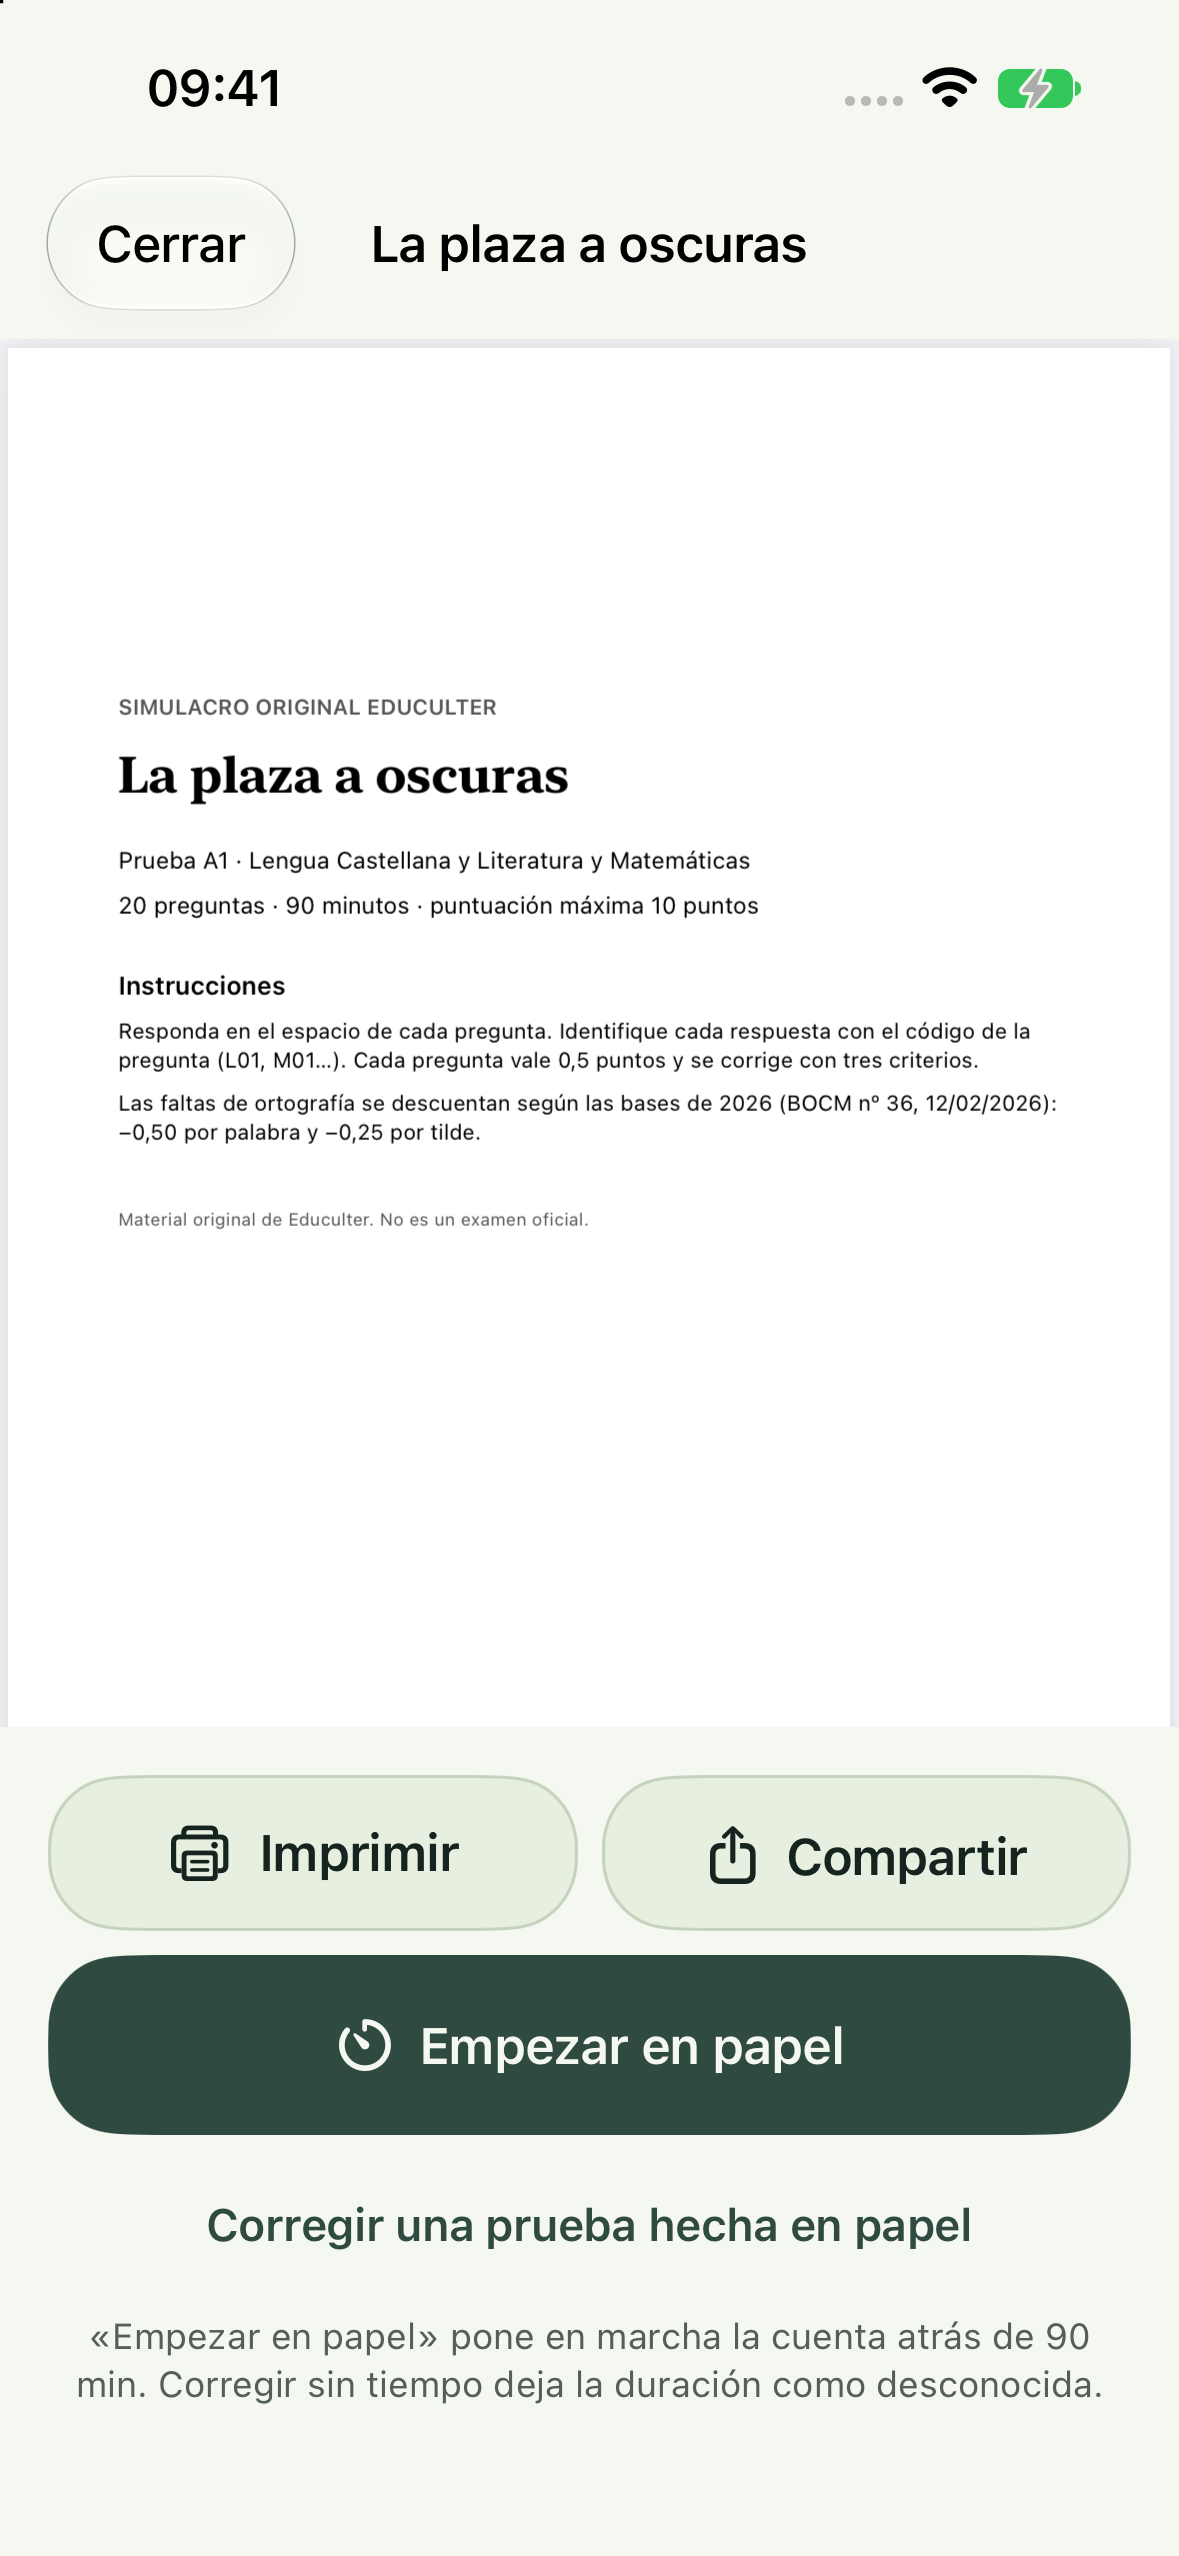 09:41
Cerrar
La plaza a oscuras
SIMULACRO ORIGINAL EDUCULTER
La plaza a oscuras
Prueba A1 · Lengua Castellana y Literatura y Matemáticas
20 preguntas · 90 minutos · puntuación máxima 10 puntos
Instrucciones
Responda en el espacio de cada pregunta. Identifique cada respuesta con el código de la
pregunta (L01, M01…). Cada pregunta vale 0,5 puntos y se corrige con tres criterios.
Las faltas de ortografía se descuentan según las bases de 2026 (BOCM nº 36, 12/02/2026):
−0,50 por palabra y −0,25 por tilde.
Material original de Educulter. No es un examen oficial.
Imprimir
Compartir
Empezar en papel
Corregir una prueba hecha en papel
«Empezar en papel» pone en marcha la cuenta atrás de 90
min. Corregir sin tiempo deja la duración como desconocida.